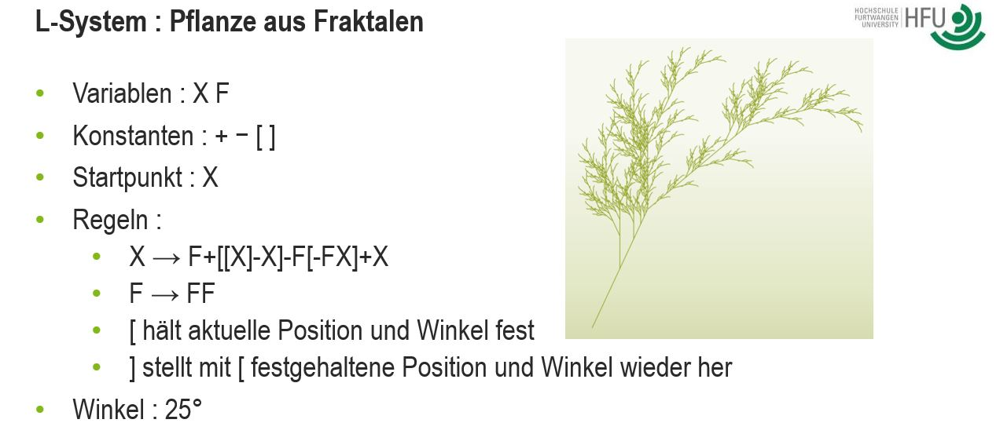 L-System : Pflanze aus Fraktalen
HOCHSCHULE
FURTWANGEN
UNIVERSITY
HFU
• Variablen : X F
• Konstanten : + − [ ]
• Startpunkt : X
• Regeln :
• X → F+[[X]-X]-F[-FX]+X
• F → FF
• [ hält aktuelle Position und Winkel fest
• ] stellt mit [ festgehaltene Position und Winkel wieder her
• Winkel : 25°